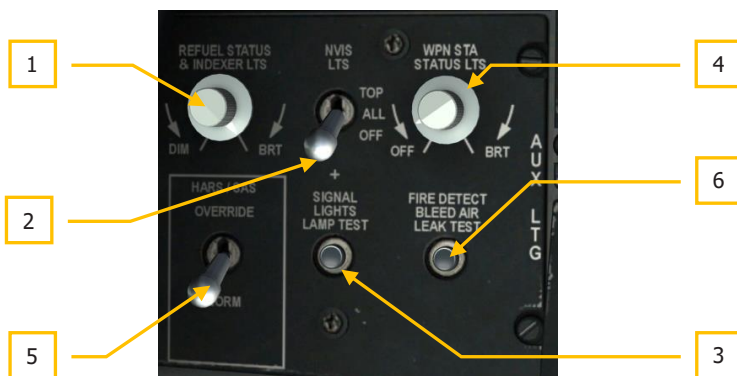 1
REFUEL STATUS
& INDEXER LTS
DIM
BRT
NVIS
LTS
TOP
ALL
OFF
WPN STA
STATUS LTS
OFF
BRT
4
2
HARS / SAS
OVERRIDE
ORM
+
SIGNAL
LIGHTS
LAMP TEST
FIRE DETECT
BLEED AIR
LEAK TEST
AUX LTG
6
5
3